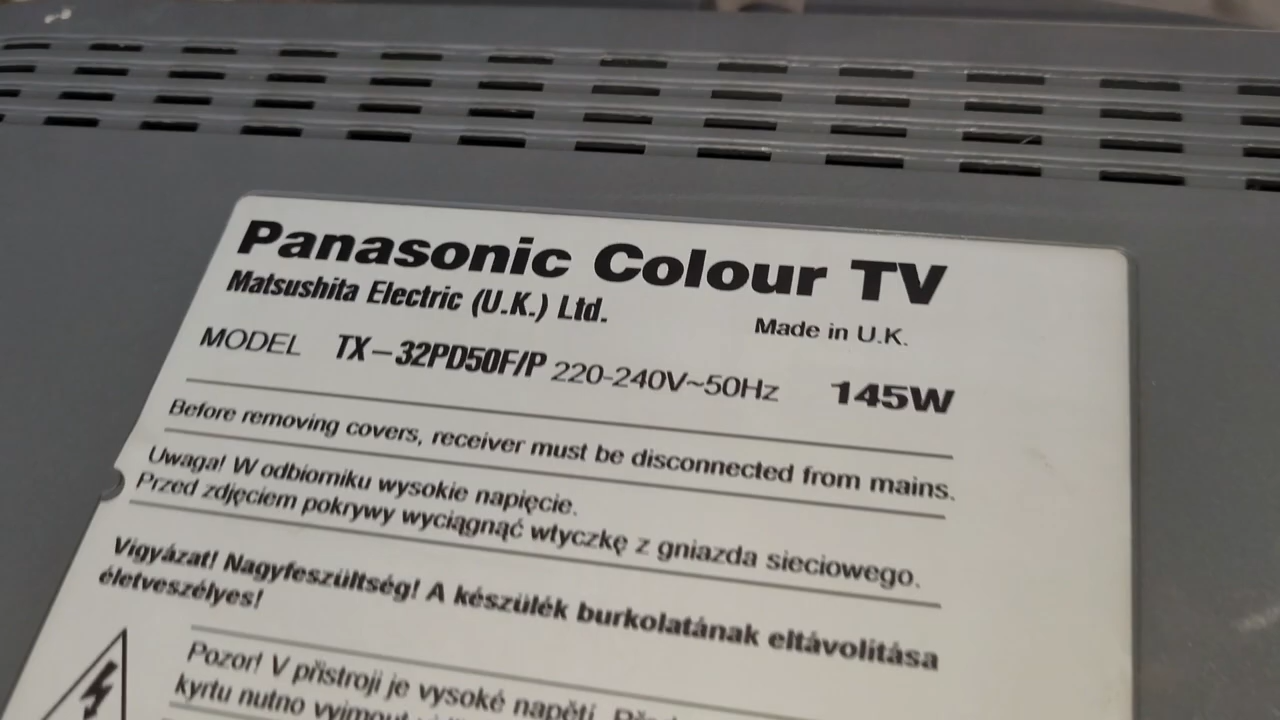 Panasonic Colour TV
Matsushita Electric (U.K.) Ltd.
Made in U.K.
MODEL TX–32PD50F/P 220-240V~50Hz 145W
Before removing covers, receiver must be disconnected from mains.
Uwaga! W odbiorniku wysokie napięcie.
Przed zdjęciem pokrywy wyciągnąć wtyczkę z gniazda sieciowego.
Vigyázat! Nagyfeszültség! A készülék burkolatának eltávolítása
életveszélyes!
Pozor! V přístroji je vysoké napětí.
kyrtu nutno vyjmout